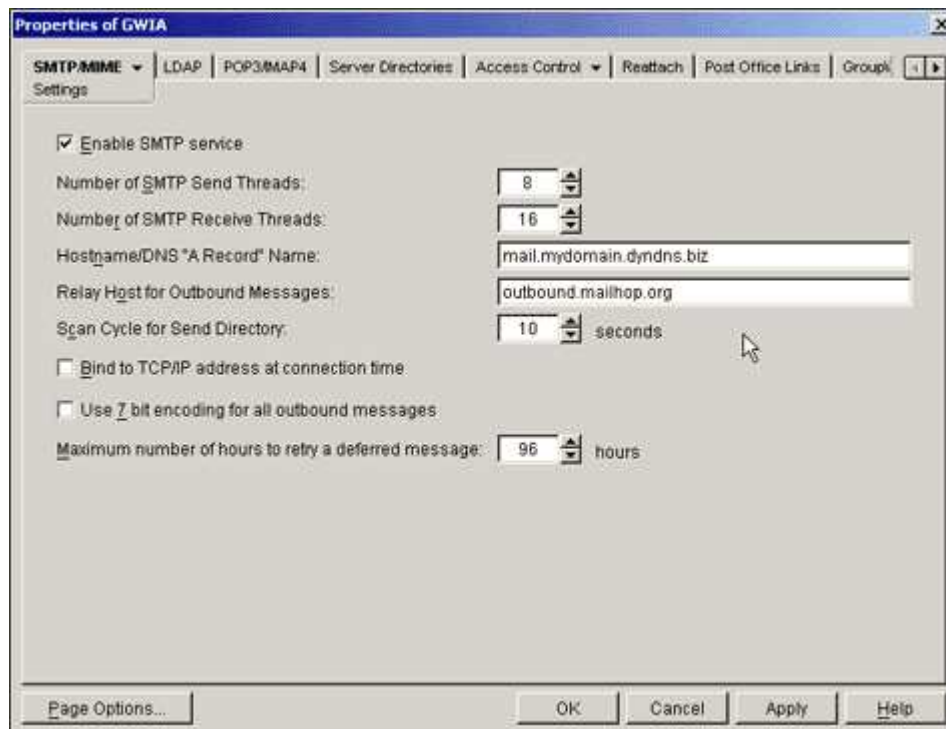 Properties of GWIA
SMTP/MIME LDAP POP3/IMAP4 Server Directories Access Control Reattach Post Office Links
Settings
Enable SMTP service
Number of SMTP Send Threads: 8
Number of SMTP Receive Threads: 16
Hostname/DNS "A Record" Name: mail.mydomain.dyndns.biz
Relay Host for Outbound Messages: outbound.mailhop.org
Scan Cycle for Send Directory: 10 seconds
Bind to TCP/IP address at connection time
Use 7 bit encoding for all outbound messages
Maximum number of hours to retry a deferred message: 96 hours
Page Options... OK Cancel Apply Help